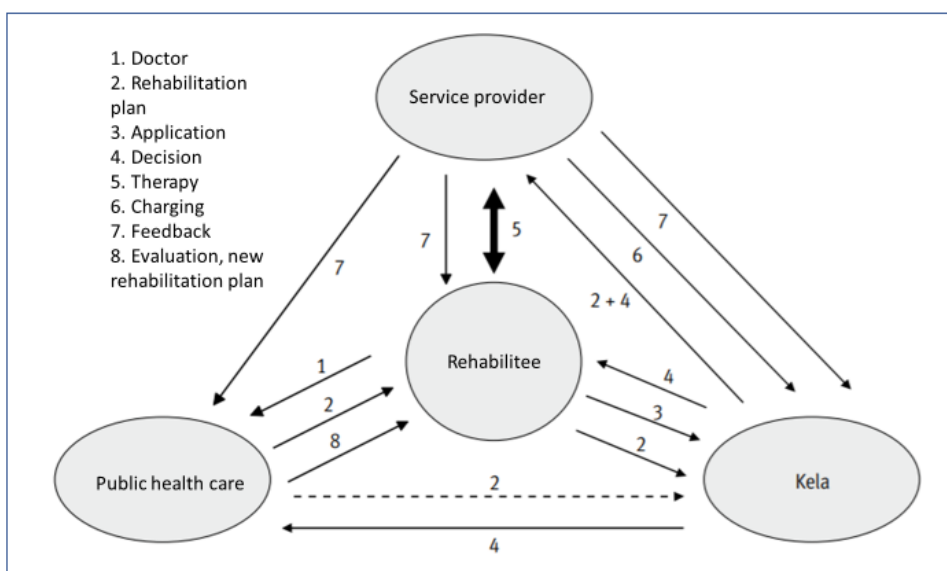 1. Doctor
2. Rehabilitation
plan
3. Application
4. Decision
5. Therapy
6. Charging
7. Feedback
8. Evaluation, new
rehabilitation plan
Service provider
7
7
5
7
6
2 + 4
Rehabilitee
1
2
8
4
3
2
Public health care
Kela
2
4